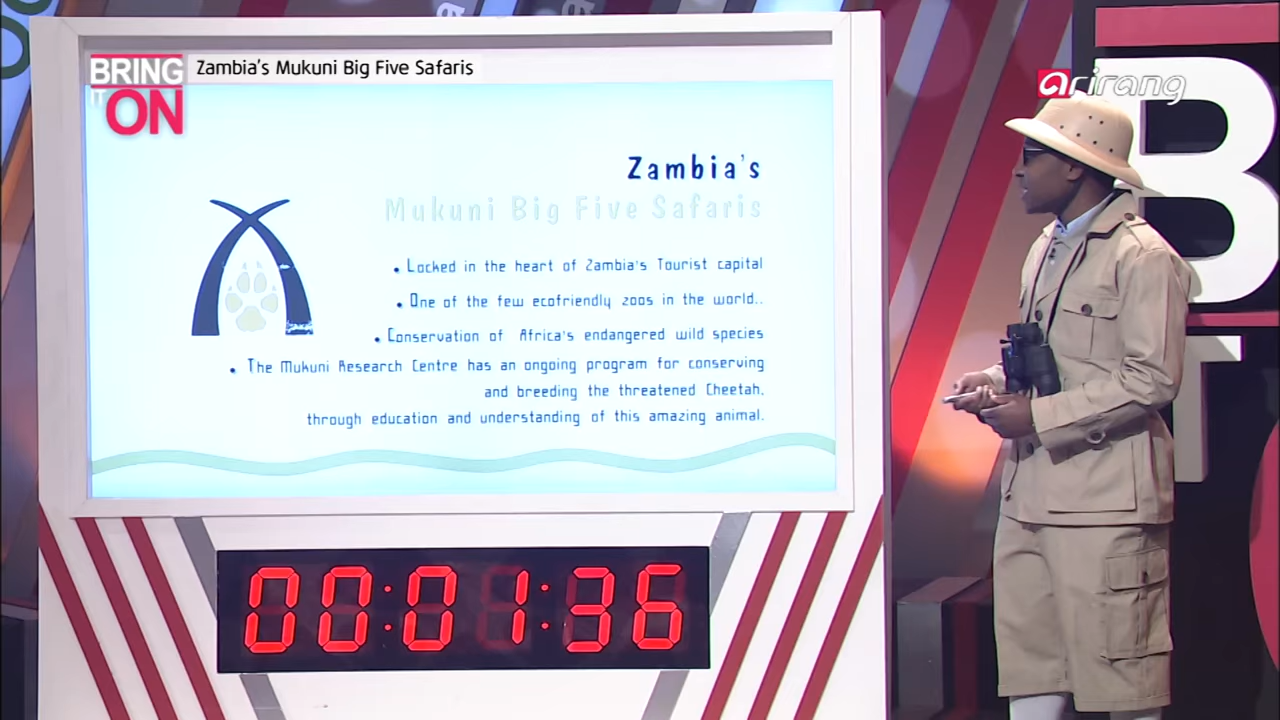 BRING
IT
ON
Zambia's Mukuni Big Five Safaris
arirang
Zambia's
Mukuni Big Five Safaris
• Locked in the heart of Zambia's Tourist capital
• One of the few ecofriendly zoos in the world..
• Conservation of Africa's endangered wild species
• The Mukuni Research Centre has an ongoing program for conserving
and breeding the threatened Cheetah,
through education and understanding of this amazing animal.
00:01:36
B